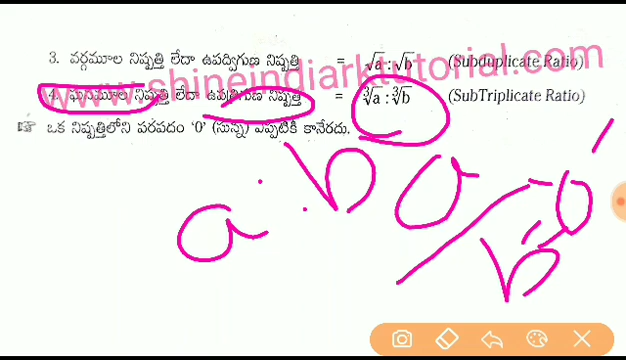 3. వర్గమూల నిష్పత్తి లేదా ఉపద్విగుణ నిష్పత్తి = √a : √b (Subduplicate Ratio)
www.shineindiarktutorial.com
4. ఘనమూల నిష్పత్తి లేదా ఉపత్రిగుణ నిష్పత్తి = ∛a : ∛b (SubTriplicate Ratio)
☞ ఒక నిష్పత్తిలోని పరపదం '0' (సున్న) ఎప్పటికి కానేరదు.
a : b